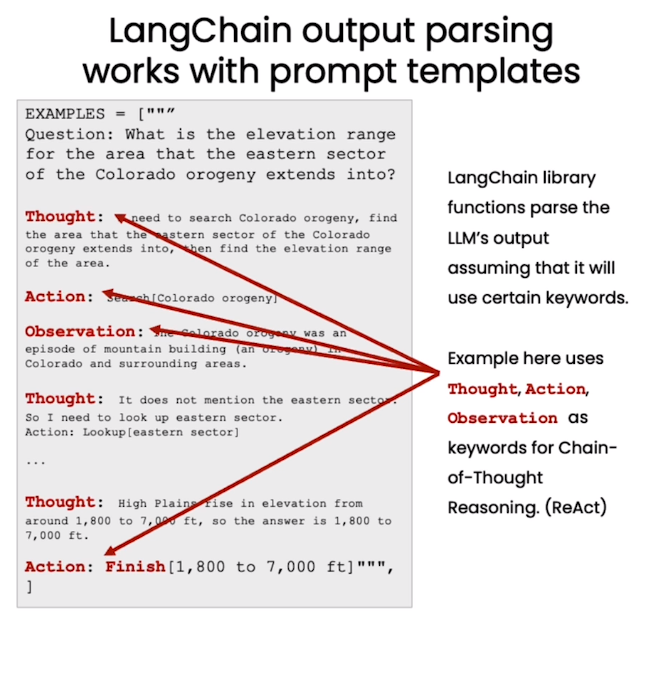 LangChain output parsing
works with prompt templates
EXAMPLES = ["""
Question: What is the elevation range
for the area that the eastern sector
of the Colorado orogeny extends into?
Thought: need to search Colorado orogeny, find
the area that the eastern sector of the Colorado
orogeny extends into, then find the elevation range
of the area.
Action: Search[Colorado orogeny]
Observation: The Colorado orogeny was an
episode of mountain building (an orogeny) in
Colorado and surrounding areas.
Thought: It does not mention the eastern sector.
So I need to look up eastern sector.
Action: Lookup[eastern sector]
...
Thought: High Plains rise in elevation from
around 1,800 to 7,000 ft, so the answer is 1,800 to
7,000 ft.
Action: Finish[1,800 to 7,000 ft]""",
]
LangChain library
functions parse the
LLM's output
assuming that it will
use certain keywords.
Example here uses
Thought, Action,
Observation as
keywords for Chain-
of-Thought
Reasoning. (ReAct)